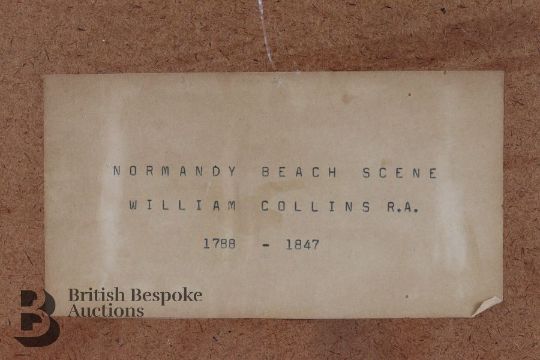 NORMANDY BEACH SCENE
WILLIAM COLLINS R.A.
1788 - 1847
British Bespoke
Auctions